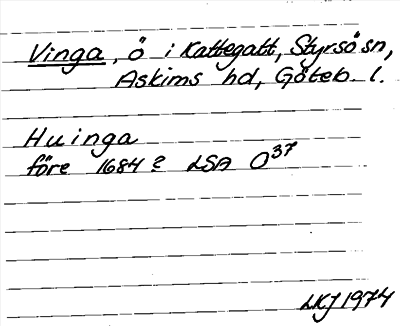 Vinga, ö i Kattegatt, Styrsö sn,
Askims hd, Göteb. l.
Huinga
före 1684? LSA O37
LKJ 1974